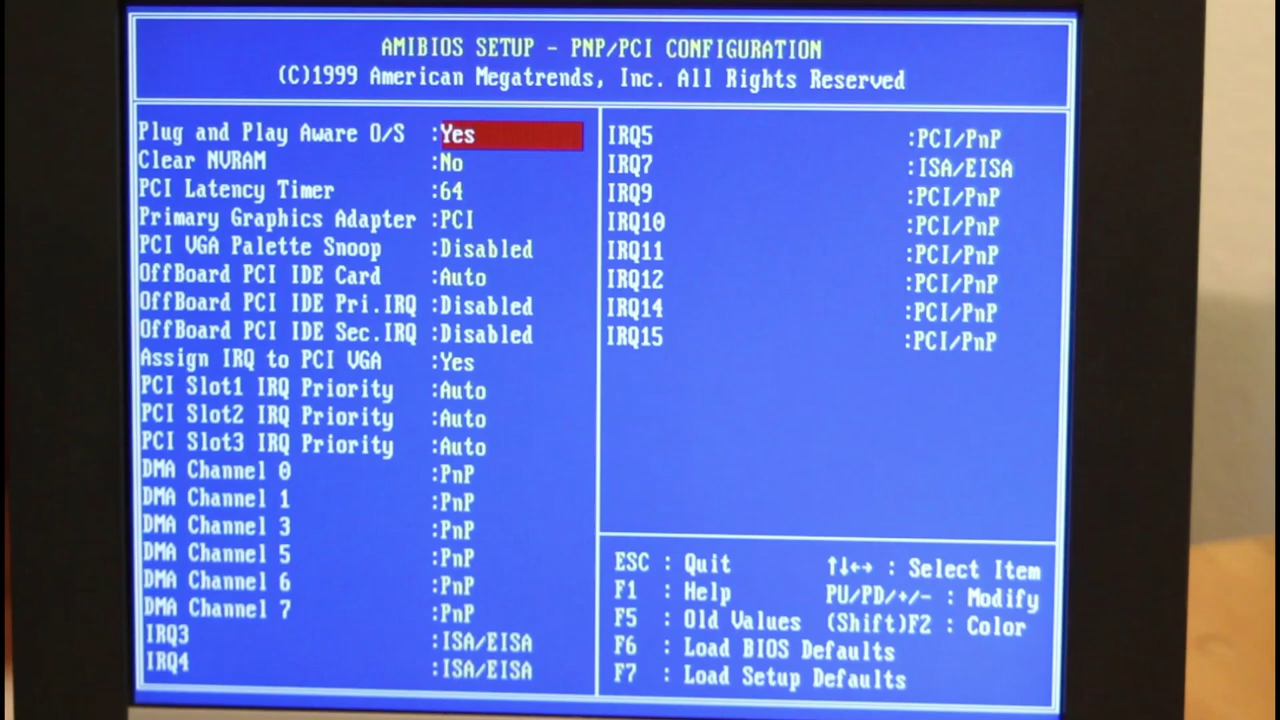 AMIBIOS SETUP - PNP/PCI CONFIGURATION
(C)1999 American Megatrends, Inc. All Rights Reserved
Plug and Play Aware O/S :Yes
Clear NVRAM :No
PCI Latency Timer :64
Primary Graphics Adapter :PCI
PCI VGA Palette Snoop :Disabled
OffBoard PCI IDE Card :Auto
OffBoard PCI IDE Pri.IRQ :Disabled
OffBoard PCI IDE Sec.IRQ :Disabled
Assign IRQ to PCI VGA :Yes
PCI Slot1 IRQ Priority :Auto
PCI Slot2 IRQ Priority :Auto
PCI Slot3 IRQ Priority :Auto
DMA Channel 0 :PnP
DMA Channel 1 :PnP
DMA Channel 3 :PnP
DMA Channel 5 :PnP
DMA Channel 6 :PnP
DMA Channel 7 :PnP
IRQ3 :ISA/EISA
IRQ4 :ISA/EISA
IRQ5 :PCI/PnP
IRQ7 :ISA/EISA
IRQ9 :PCI/PnP
IRQ10 :PCI/PnP
IRQ11 :PCI/PnP
IRQ12 :PCI/PnP
IRQ14 :PCI/PnP
IRQ15 :PCI/PnP
ESC : Quit ↑↓←→ : Select Item
F1 : Help PU/PD/+/- : Modify
F5 : Old Values (Shift)F2 : Color
F6 : Load BIOS Defaults
F7 : Load Setup Defaults